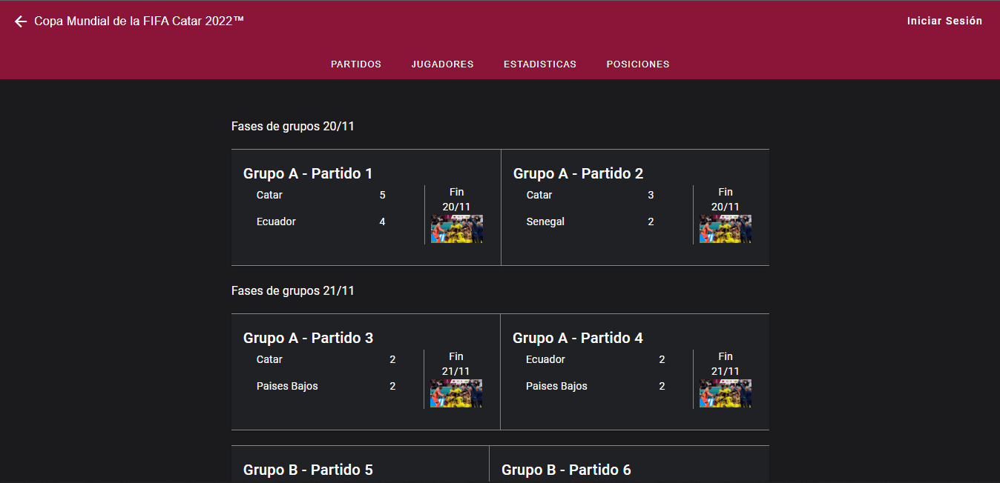 Copa Mundial de la FIFA Catar 2022™
Iniciar Sesión
PARTIDOS JUGADORES ESTADISTICAS POSICIONES
Fases de grupos 20/11
Grupo A - Partido 1
Catar 5
Ecuador 4
Fin
20/11
Grupo A - Partido 2
Catar 3
Senegal 2
Fin
20/11
Fases de grupos 21/11
Grupo A - Partido 3
Catar 2
Paises Bajos 2
Fin
21/11
Grupo A - Partido 4
Ecuador 2
Paises Bajos 2
Fin
21/11
Grupo B - Partido 5
Grupo B - Partido 6